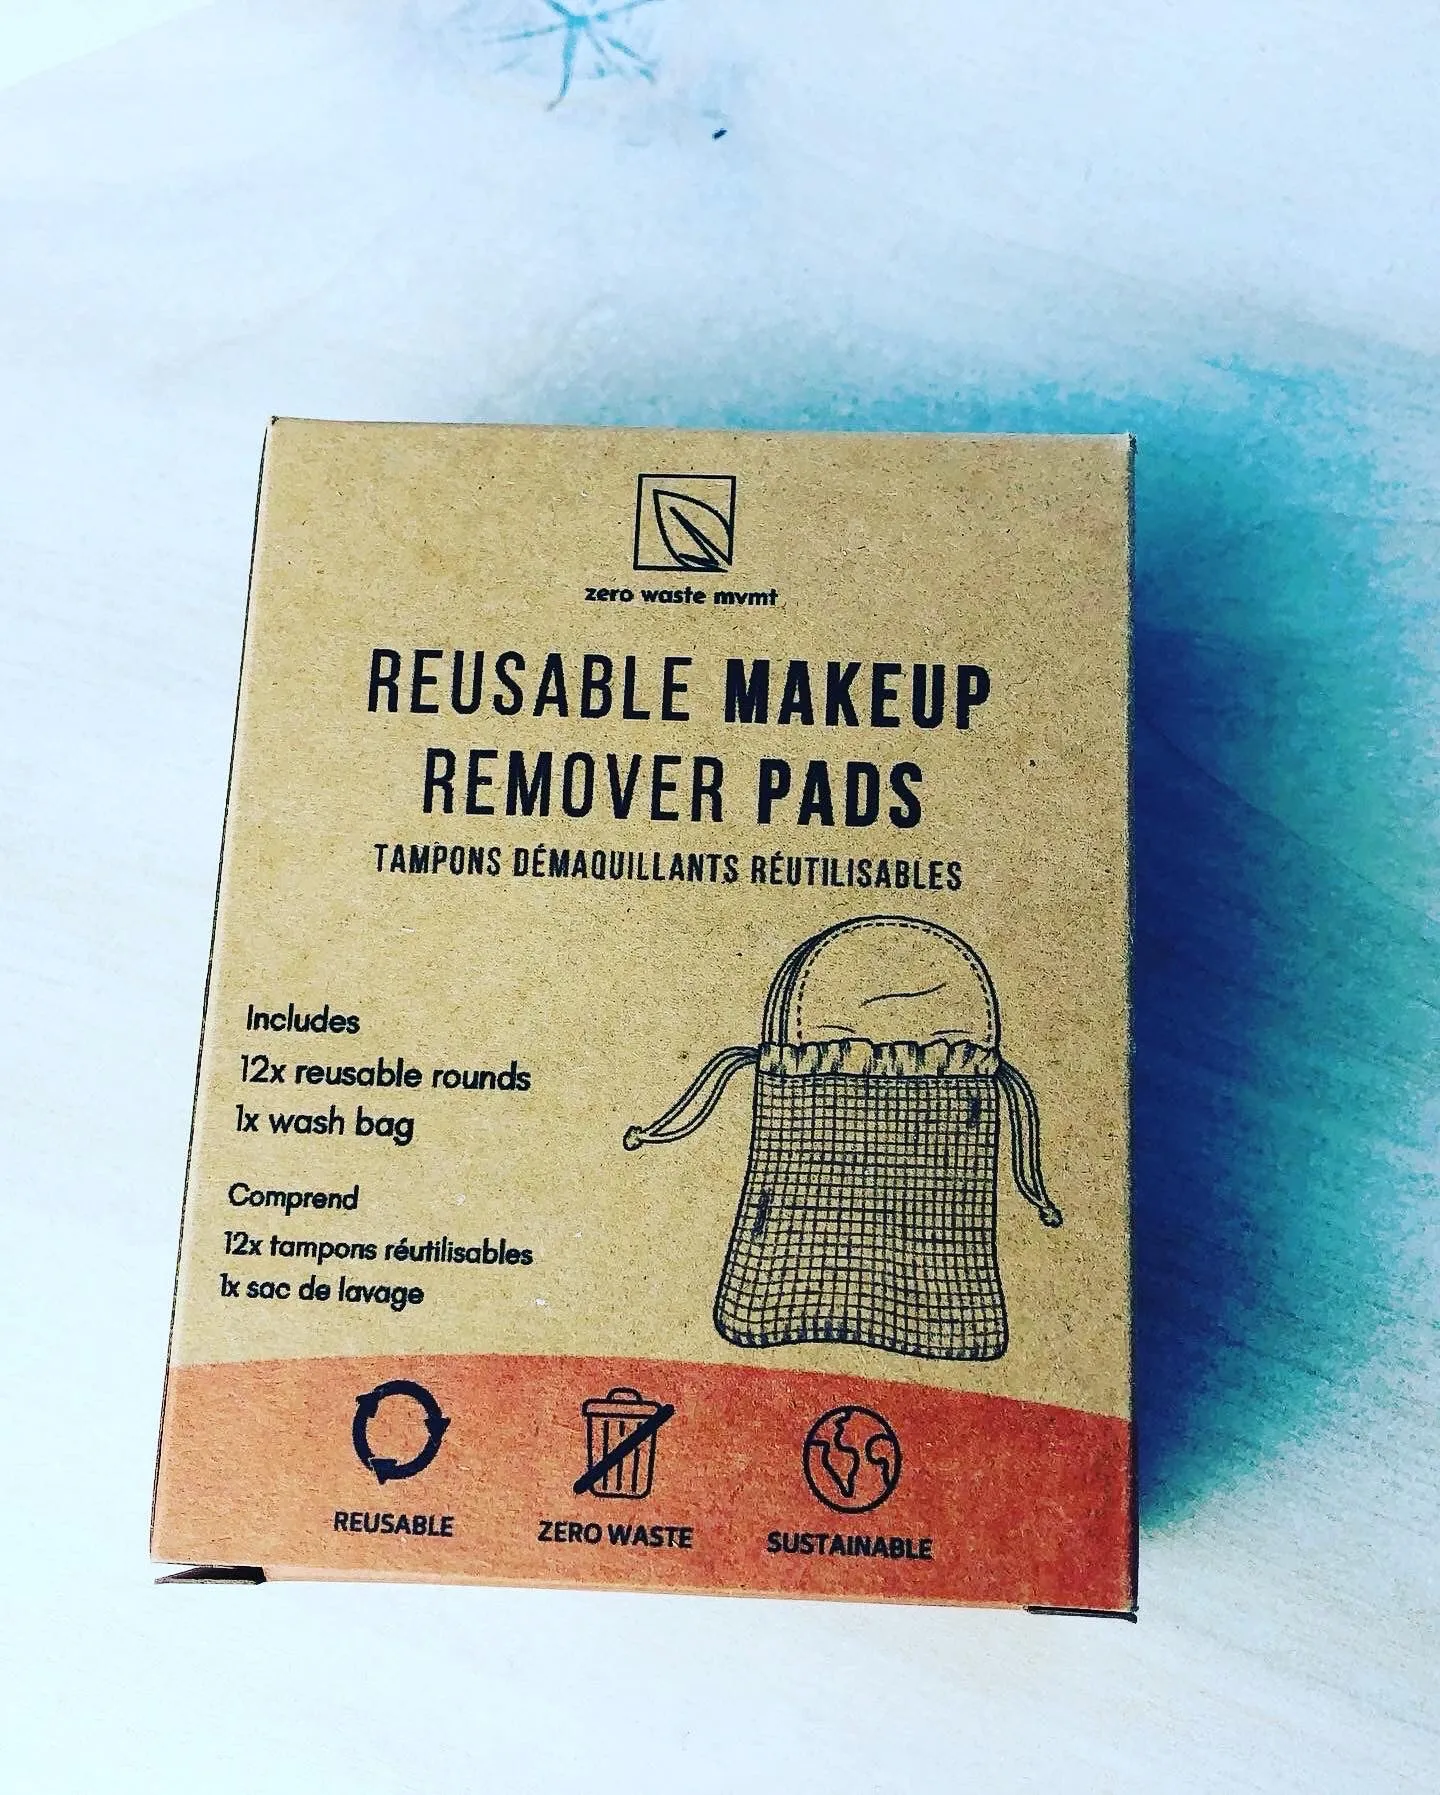 zero waste mvmt
REUSABLE MAKEUP
REMOVER PADS
TAMPONS DÉMAQUILLANTS RÉUTILISABLES
Includes
12x reusable rounds
1x wash bag
Comprend
12x tampons réutilisables
1x sac de lavage
REUSABLE
ZERO WASTE
SUSTAINABLE